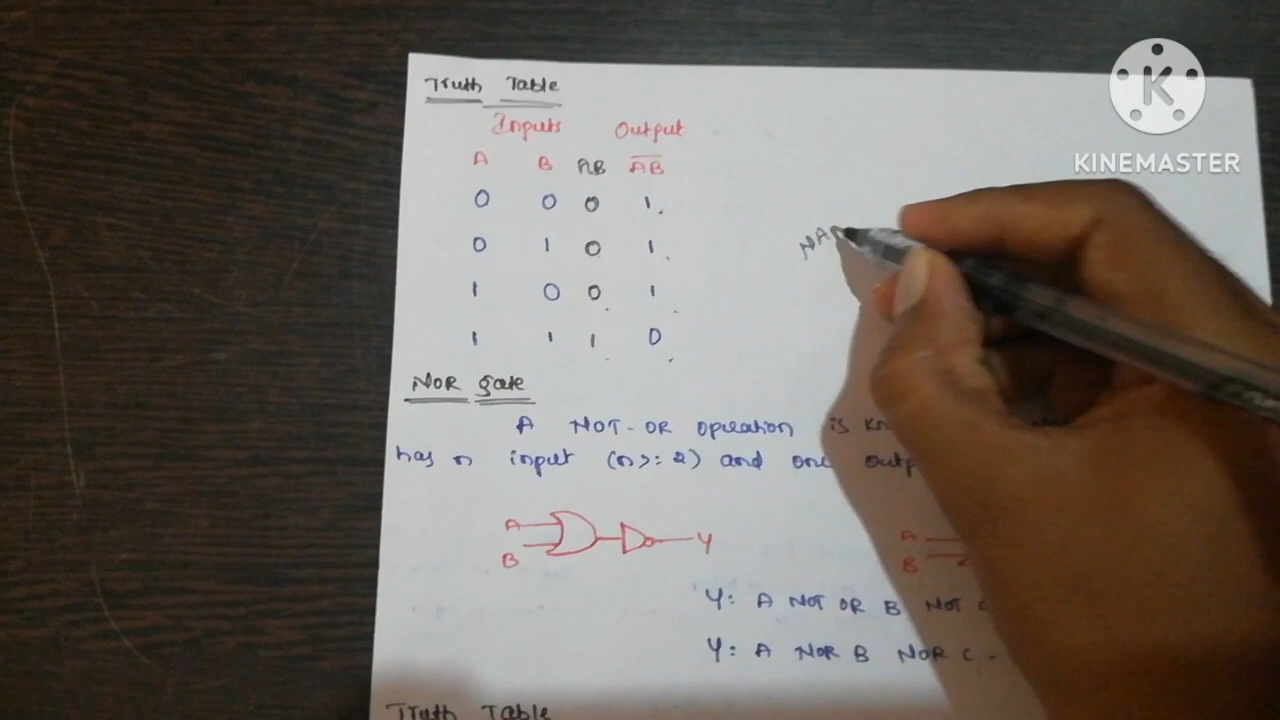 Truth Table
Inputs Output
A B AB A̅B̅
0 0 0 1
0 1 0 1
1 0 0 1
1 1 1 0
NOR gate
A NOT-OR operation is
has n input (n>=2) and one
A
B
Y
A
B
Y: A NOT OR B NOT
Y: A NOR B NOR C -
Truth Table
KINEMASTER